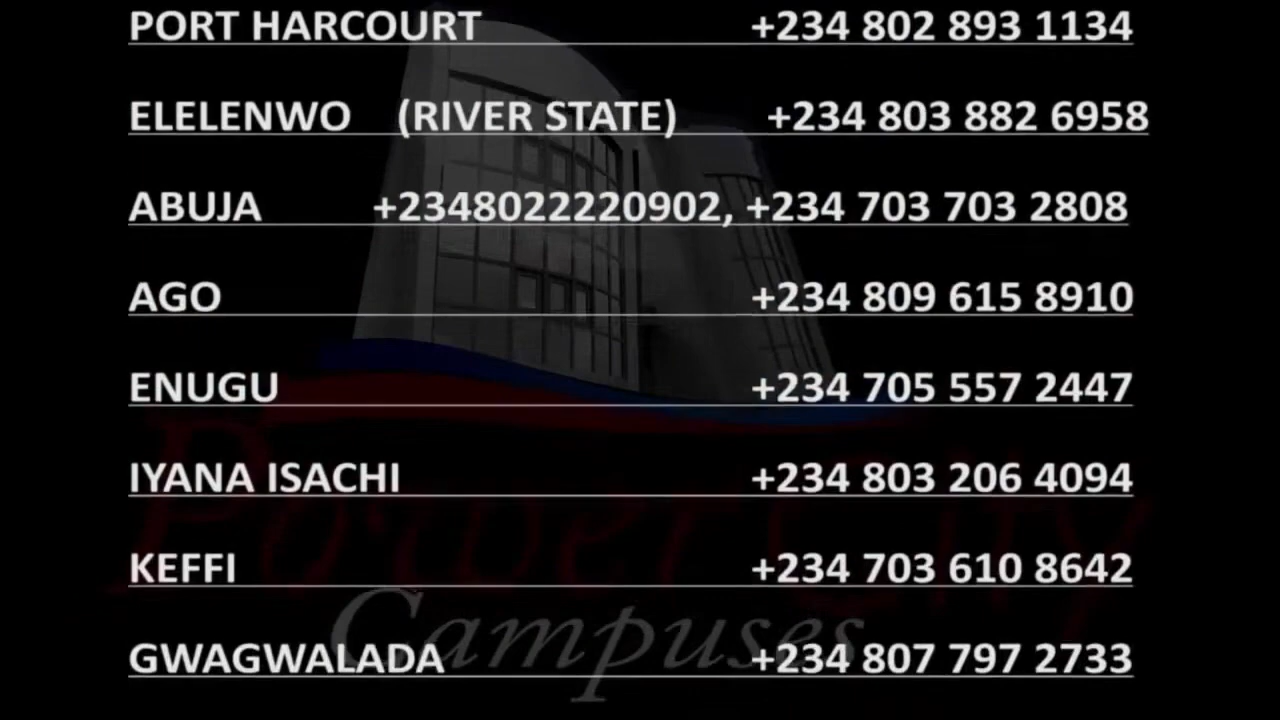 PORT HARCOURT +234 802 893 1134
ELELENWO (RIVER STATE) +234 803 882 6958
ABUJA +2348022220902, +234 703 703 2808
AGO +234 809 615 8910
ENUGU +234 705 557 2447
IYANA ISACHI +234 803 206 4094
KEFFI +234 703 610 8642
Power City
Campuses
GWAGWALADA +234 807 797 2733